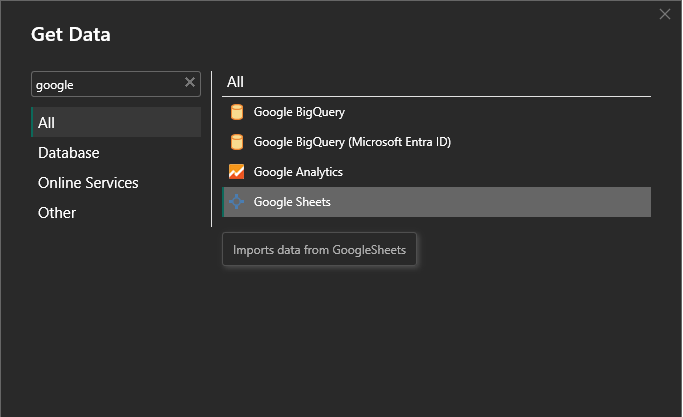 Get Data
google
All
Database
Online Services
Other
All
Google BigQuery
Google BigQuery (Microsoft Entra ID)
Google Analytics
Google Sheets
Imports data from GoogleSheets